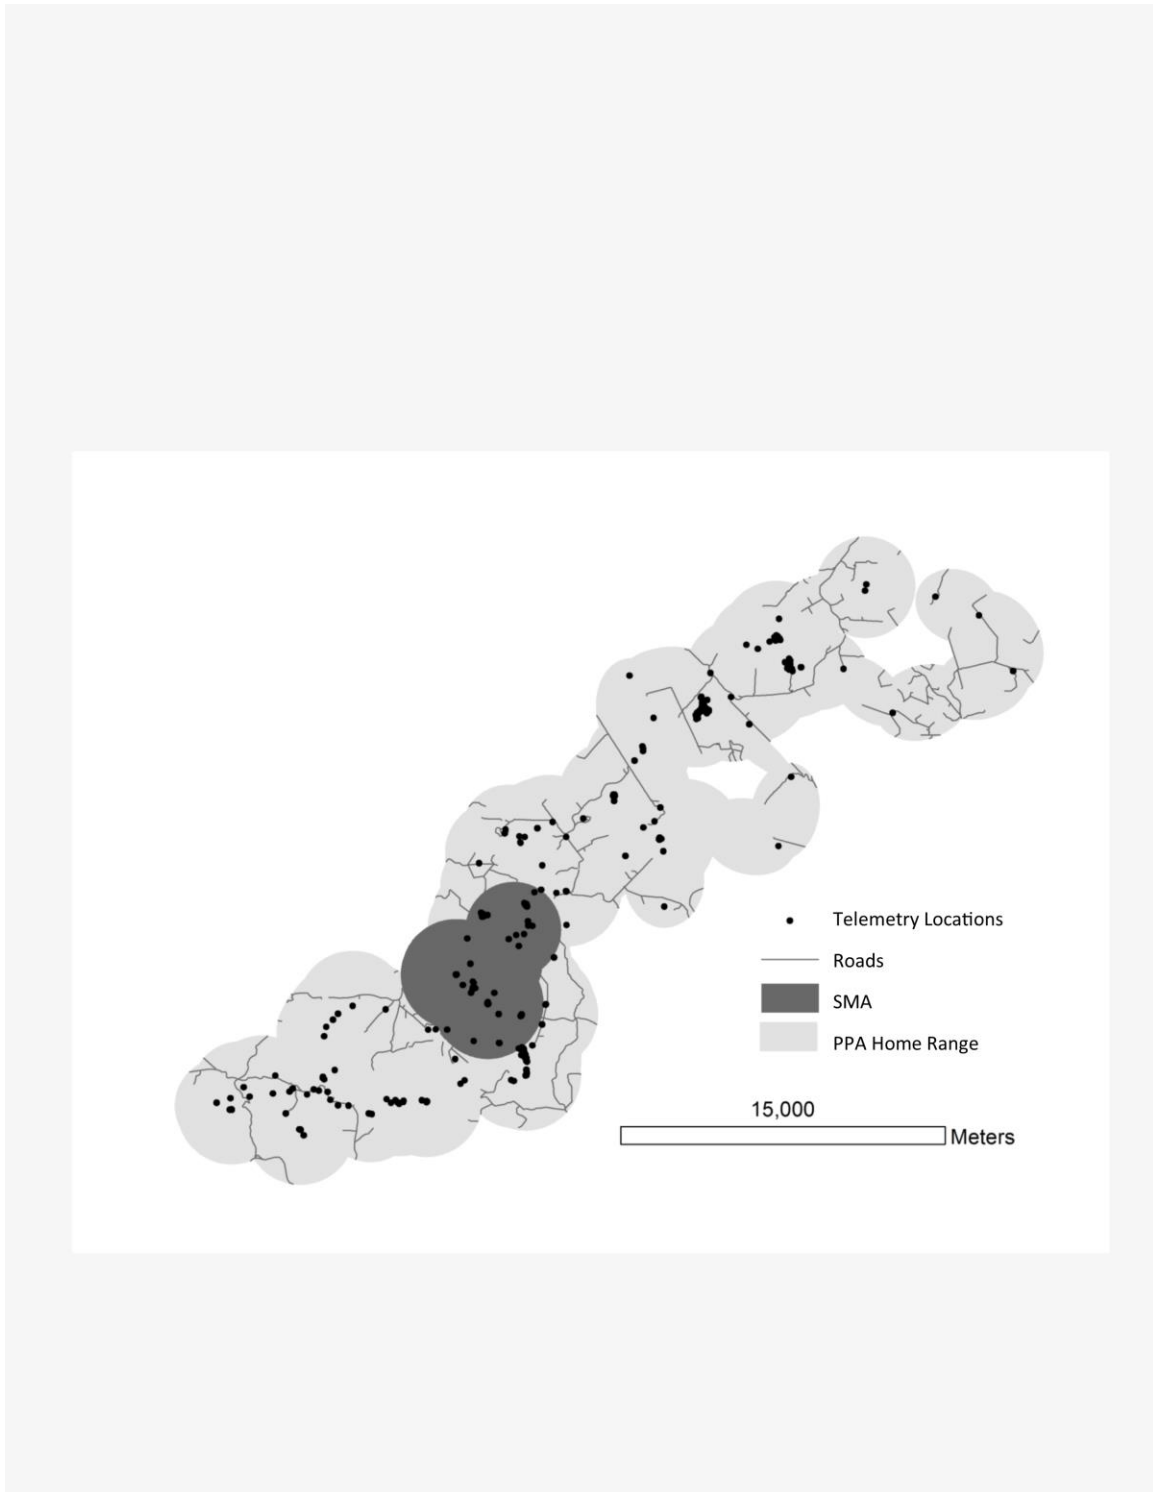 Telemetry Locations
Roads
SMA
PPA Home Range
15,000
Meters